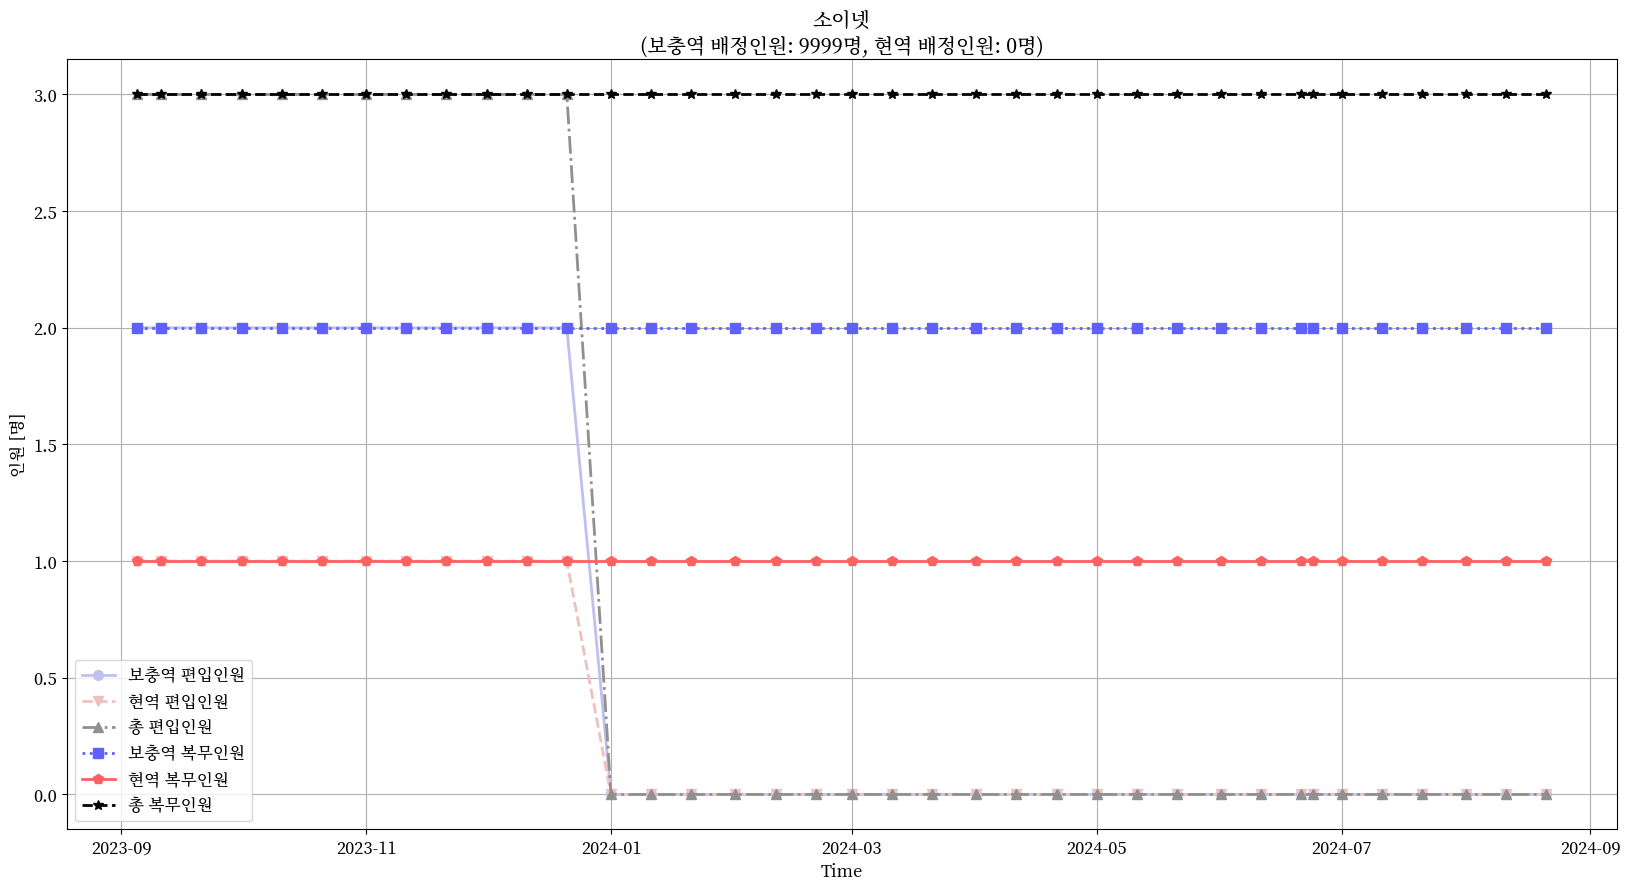 소이넷
(보충역 배정인원: 9999명, 현역 배정인원: 0명)
3.0
2.5
2.0
1.5
1.0
0.5
0.0
인원 [명]
보충역 편입인원
현역 편입인원
총 편입인원
보충역 복무인원
현역 복무인원
총 복무인원
2023-09 2023-11 2024-01 2024-03 2024-05 2024-07 2024-09
Time